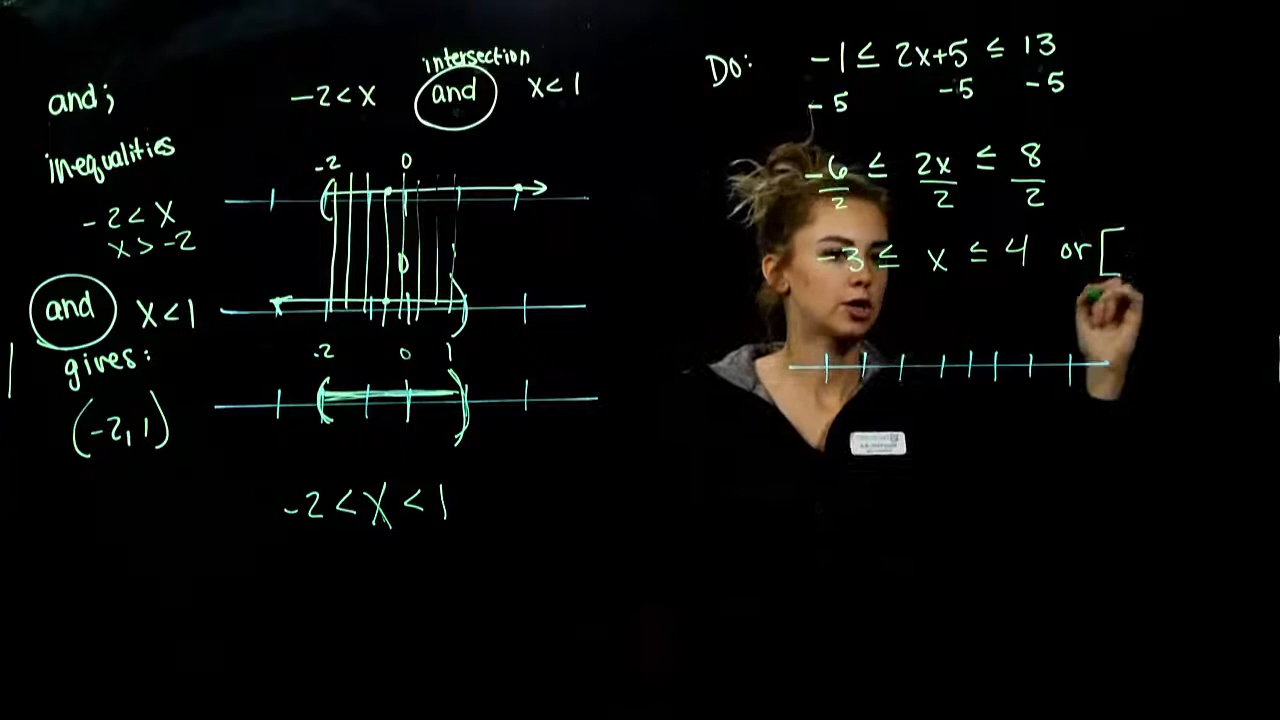 and;
inequalities
-2 < x
x > -2
and x < 1
gives:
(-2, 1)
intersection
-2 < x and x < 1
-2 0
0
-2 0 1
-2 < x < 1
Do: -1 ≤ 2x+5 ≤ 13
-5 -5 -5
-6 ≤ 2x ≤ 8
2 2 2
-3 ≤ x ≤ 4 or [